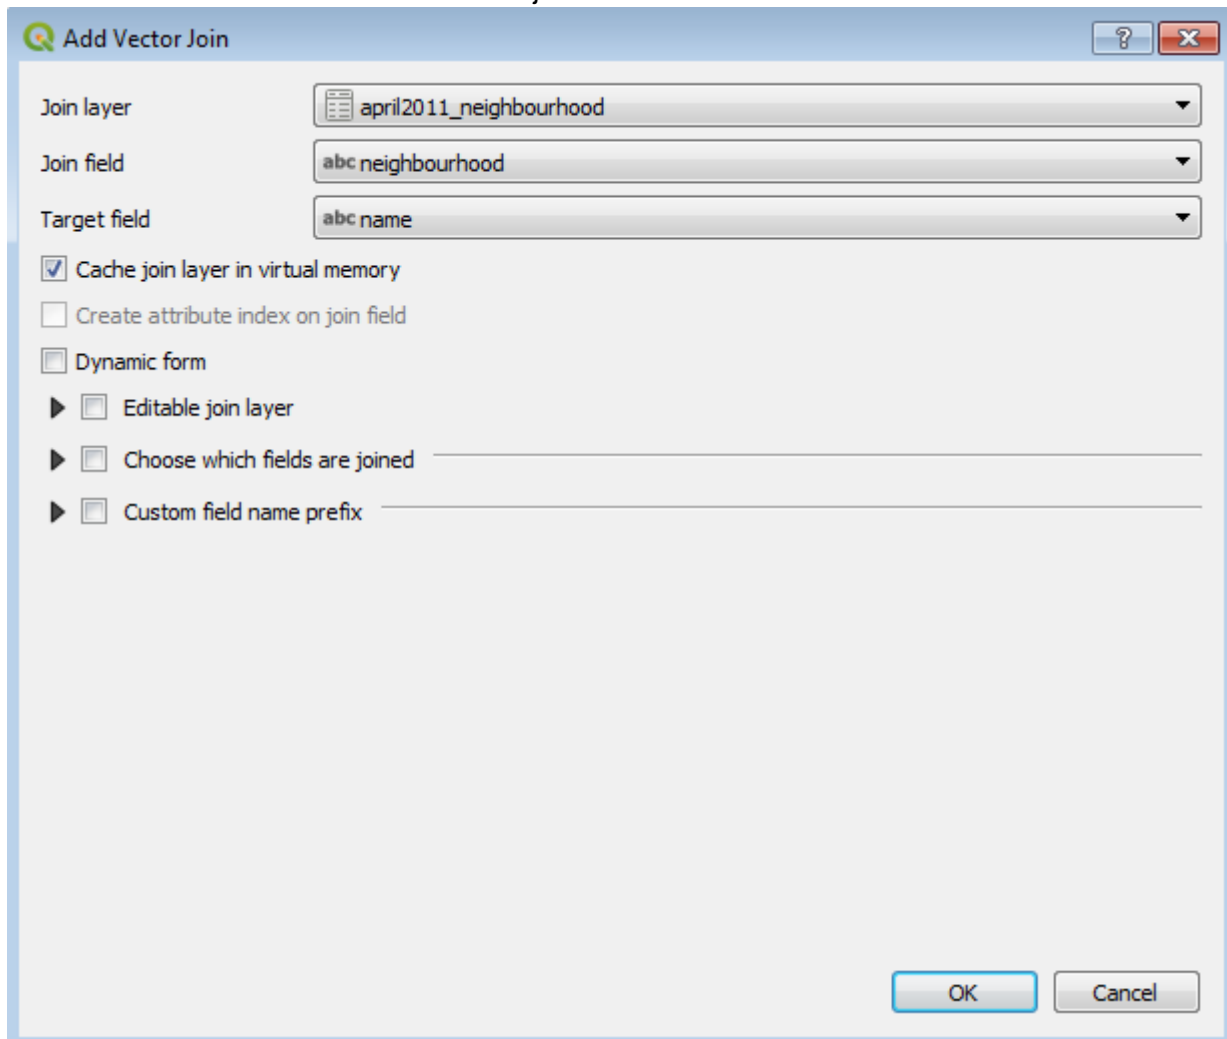 Add Vector Join
Join layer april2011_neighbourhood
Join field abc neighbourhood
Target field abc name
Cache join layer in virtual memory
Create attribute index on join field
Dynamic form
Editable join layer
Choose which fields are joined
Custom field name prefix
OK Cancel